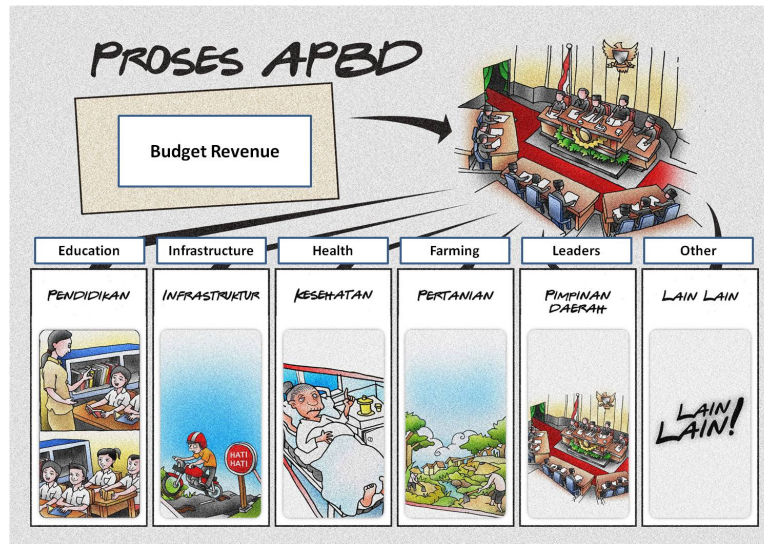 PROSES APBD
Budget Revenue
Education
Infrastructure
Health
Farming
Leaders
Other
PENDIDIKAN
INFRASTRUKTUR
KESEHATAN
PERTANIAN
PIMPINAN
DAERAH
LAIN LAIN
HATI
HATI
LAIN
LAIN!